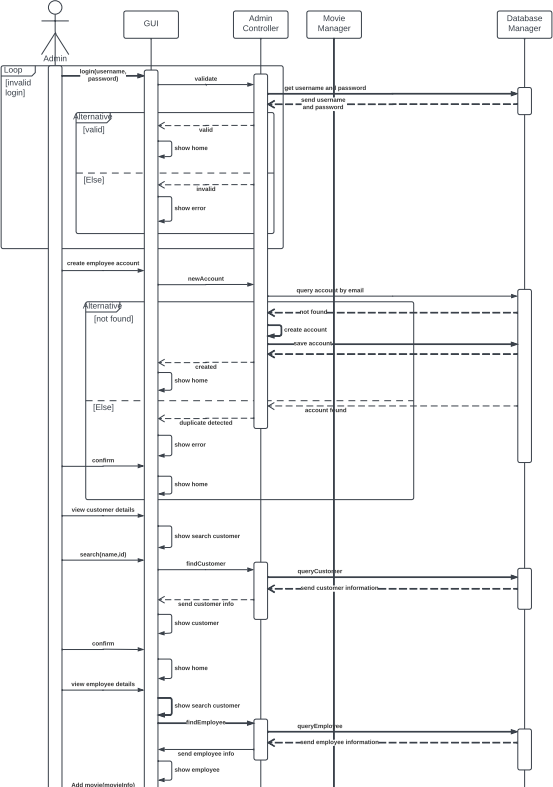 GUI
Admin
Controller
Movie
Manager
Database
Manager
Admin
Loop
[invalid
login]
login(username,
password)
validate
get username and password
send username
and password
Alternative
[valid]
valid
show home
[Else]
invalid
show error
create employee account
newAccount
query account by email
Alternative
[not found]
not found
create account
save account
created
show home
[Else]
account found
duplicate detected
show error
confirm
show home
view customer details
show search customer
search(name,id)
findCustomer
queryCustomer
send customer information
send customer info
show customer
confirm
show home
view employee details
show search customer
findEmployee
queryEmployee
send employee information
send employee info
show employee
Add movie(movieInfo)